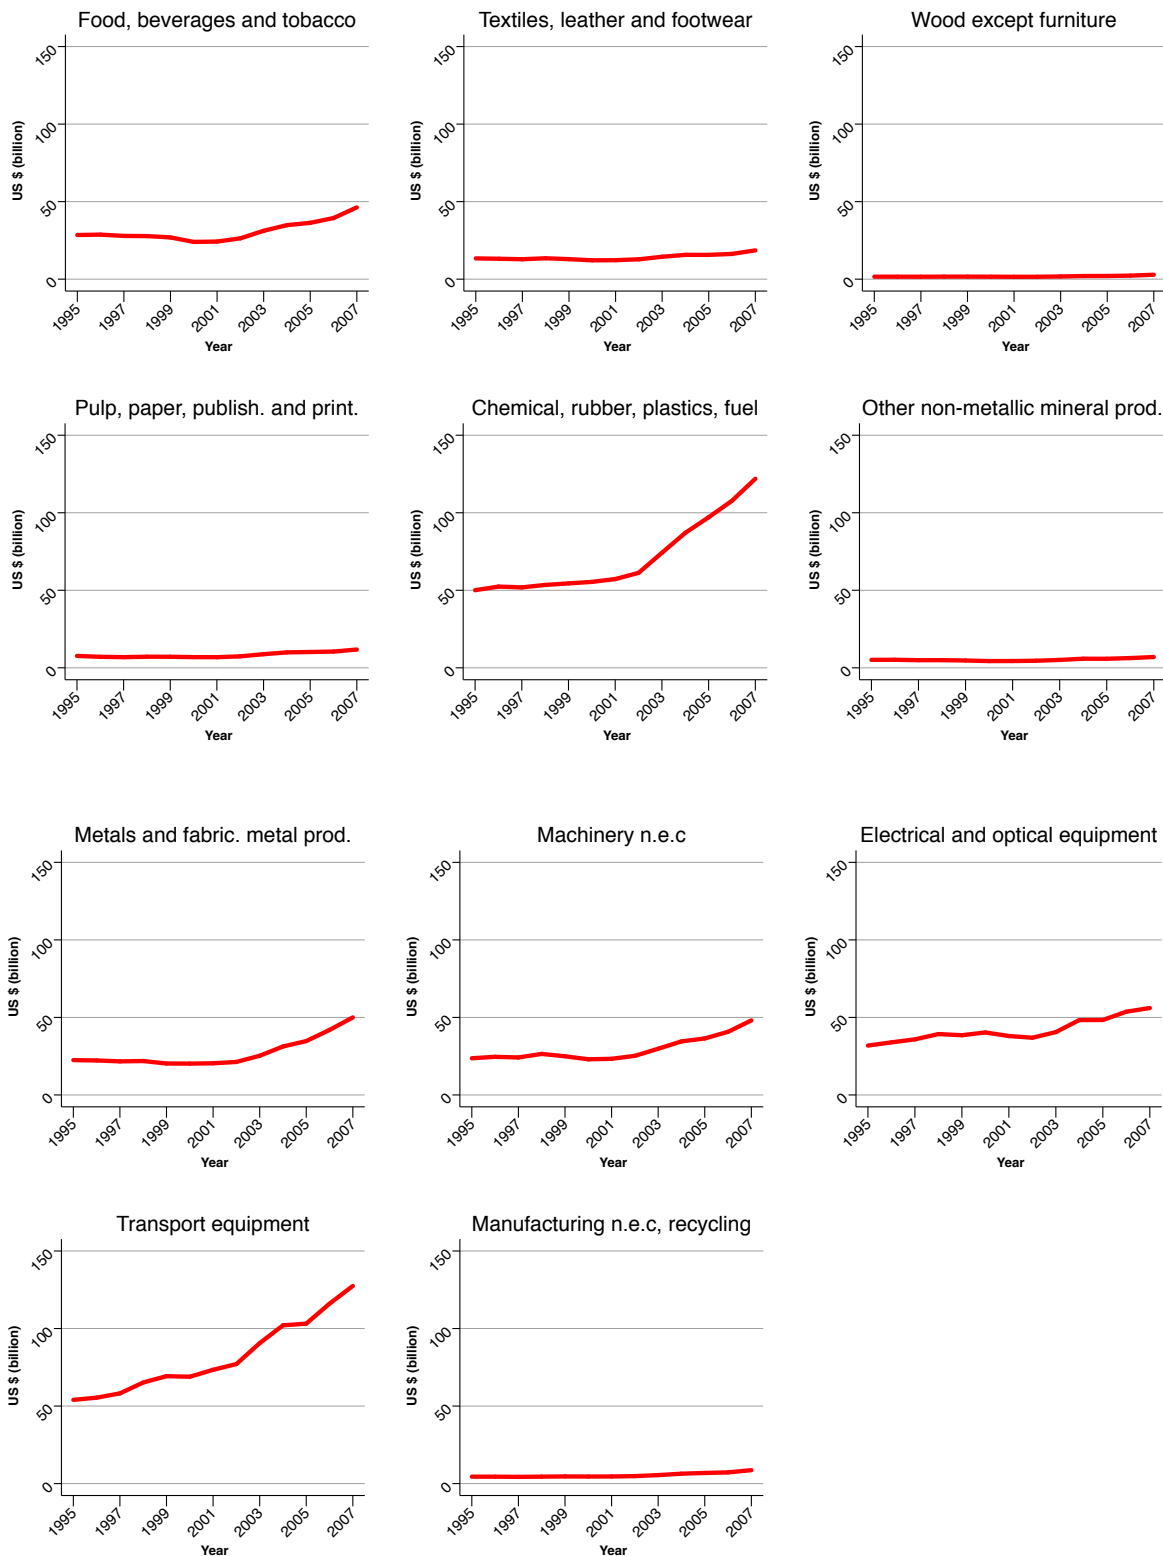 Food, beverages and tobacco
150
100
50
0
US $ (billion)
1995 1997 1999 2001 2003 2005 2007
Year
Textiles, leather and footwear
150
100
50
0
US $ (billion)
1995 1997 1999 2001 2003 2005 2007
Year
Wood except furniture
150
100
50
0
US $ (billion)
1995 1997 1999 2001 2003 2005 2007
Year
Pulp, paper, publish. and print.
150
100
50
0
US $ (billion)
1995 1997 1999 2001 2003 2005 2007
Year
Chemical, rubber, plastics, fuel
150
100
50
0
US $ (billion)
1995 1997 1999 2001 2003 2005 2007
Year
Other non-metallic mineral prod.
150
100
50
0
US $ (billion)
1995 1997 1999 2001 2003 2005 2007
Year
Metals and fabric. metal prod.
150
100
50
0
US $ (billion)
1995 1997 1999 2001 2003 2005 2007
Year
Machinery n.e.c
150
100
50
0
US $ (billion)
1995 1997 1999 2001 2003 2005 2007
Year
Electrical and optical equipment
150
100
50
0
US $ (billion)
1995 1997 1999 2001 2003 2005 2007
Year
Transport equipment
150
100
50
0
US $ (billion)
1995 1997 1999 2001 2003 2005 2007
Year
Manufacturing n.e.c, recycling
150
100
50
0
US $ (billion)
1995 1997 1999 2001 2003 2005 2007
Year